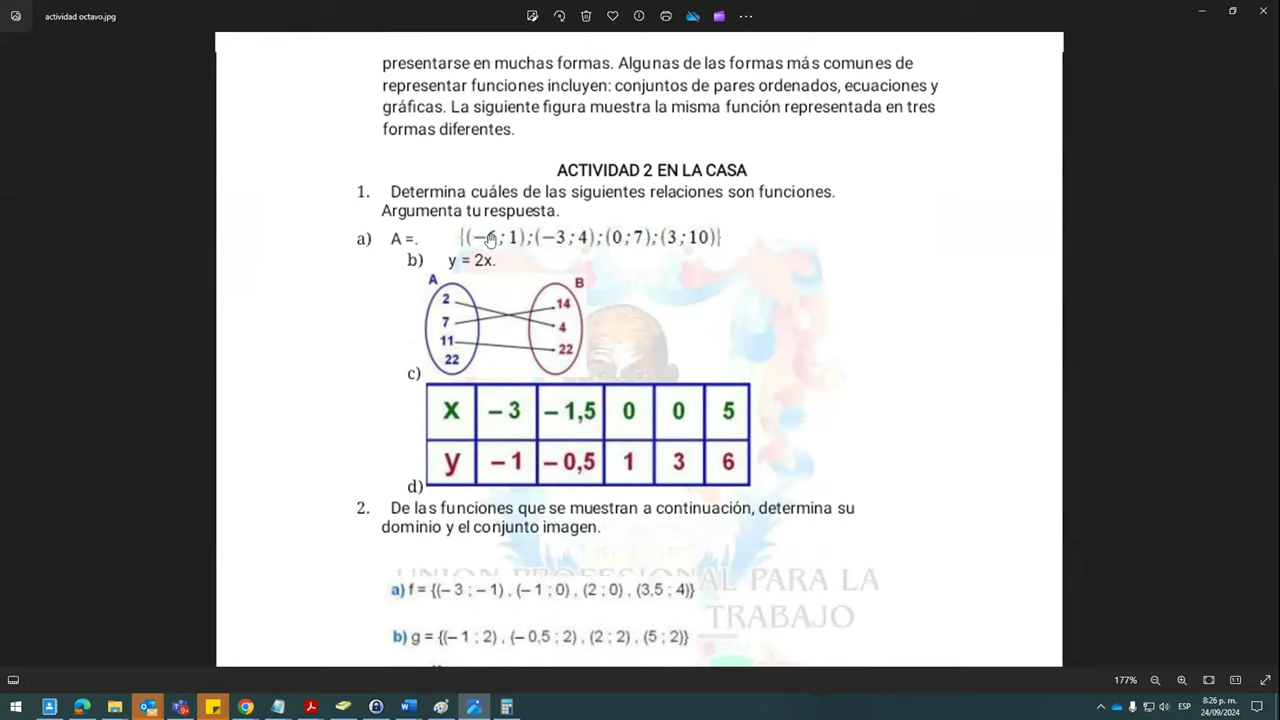 actividad octavo.jpg
presentarse en muchas formas. Algunas de las formas más comunes de
representar funciones incluyen: conjuntos de pares ordenados, ecuaciones y
gráficas. La siguiente figura muestra la misma función representada en tres
formas diferentes.
ACTIVIDAD 2 EN LA CASA
1. Determina cuáles de las siguientes relaciones son funciones.
Argumenta tu respuesta.
a) A =. {(−6 ; 1) ; (−3 ; 4) ; (0 ; 7) ; (3 ; 10)}
b) y = 2x.
A B
2 14
7 4
11 22
22
c)
X – 3 – 1,5 0 0 5
y – 1 – 0,5 1 3 6
d)
2. De las funciones que se muestran a continuación, determina su
dominio y el conjunto imagen.
UNION PROFESIONAL PARA LA
TRABAJO
a) f = {(– 3 ; – 1) , (– 1 ; 0) , (2 ; 0) , (3,5 ; 4)}
b) g = {(– 1 ; 2) , (– 0,5 ; 2) , (2 ; 2) , (5 ; 2)}
177%
ESP
8:26 p. m.
24/09/2024